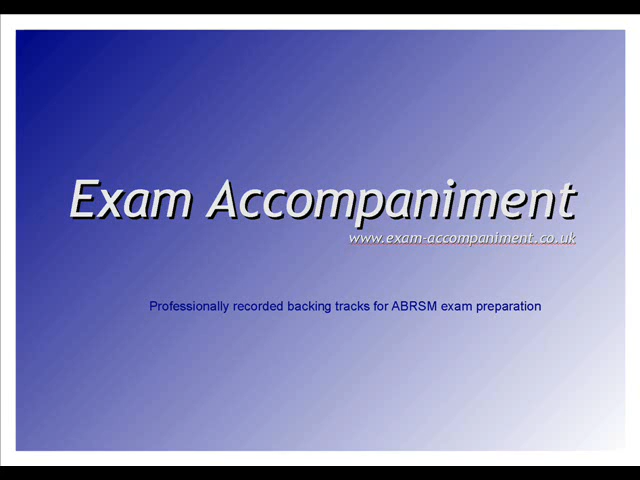 Exam Accompaniment
www.exam-accompaniment.co.uk
Professionally recorded backing tracks for ABRSM exam preparation